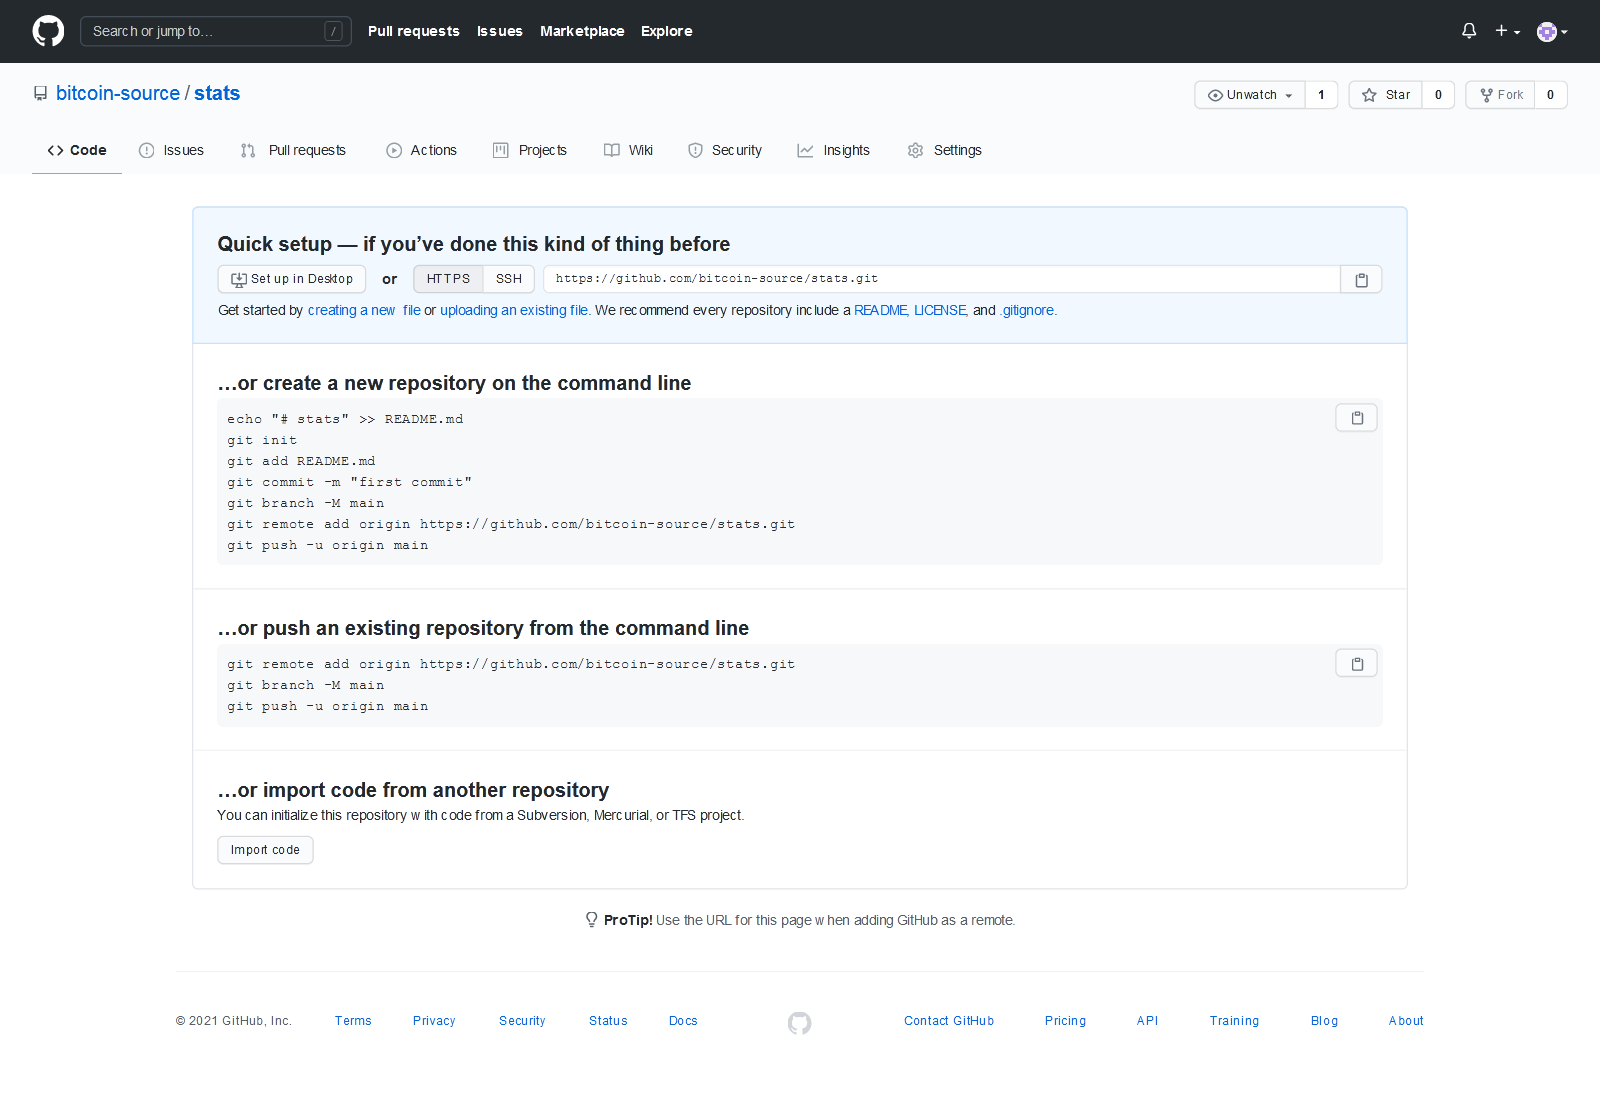 Search or jump to… /
Pull requests Issues Marketplace Explore
bitcoin-source / stats
Unwatch 1 Star 0 Fork 0
Code Issues Pull requests Actions Projects Wiki Security Insights Settings
Quick setup — if you’ve done this kind of thing before
Set up in Desktop or HTTPS SSH https://github.com/bitcoin-source/stats.git
Get started by creating a new file or uploading an existing file. We recommend every repository include a README, LICENSE, and .gitignore.
…or create a new repository on the command line
echo "# stats" >> README.md
git init
git add README.md
git commit -m "first commit"
git branch -M main
git remote add origin https://github.com/bitcoin-source/stats.git
git push -u origin main
…or push an existing repository from the command line
git remote add origin https://github.com/bitcoin-source/stats.git
git branch -M main
git push -u origin main
…or import code from another repository
You can initialize this repository with code from a Subversion, Mercurial, or TFS project.
Import code
ProTip! Use the URL for this page when adding GitHub as a remote.
© 2021 GitHub, Inc. Terms Privacy Security Status Docs Contact GitHub Pricing API Training Blog About